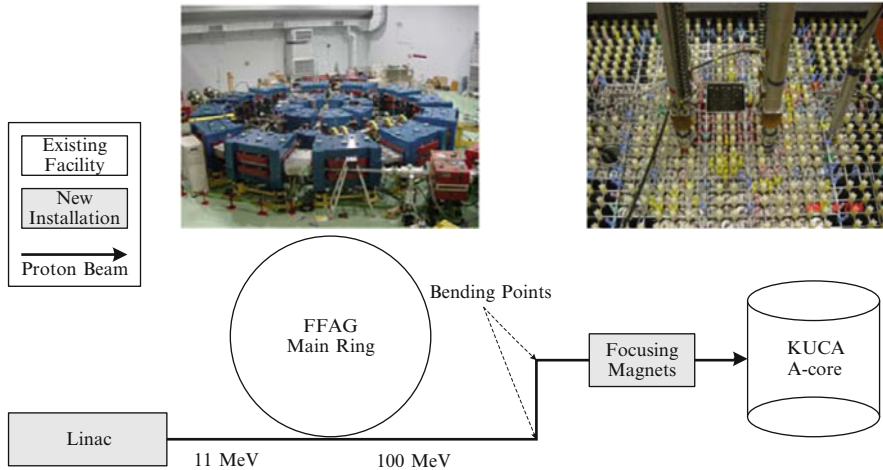 Existing
Facility
New
Installation
Proton Beam
FFAG
Main Ring
Bending Points
Focusing
Magnets
KUCA
A-core
Linac
11 MeV
100 MeV